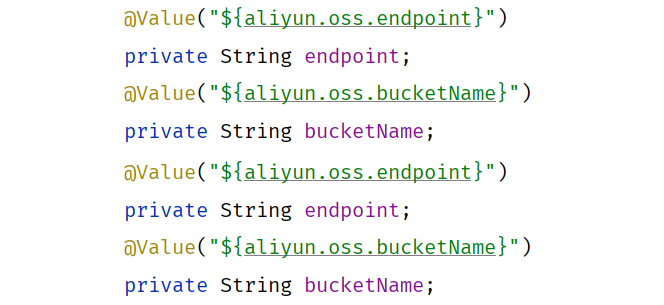 @Value("${aliyun.oss.endpoint}")
private String endpoint;
@Value("${aliyun.oss.bucketName}")
private String bucketName;
@Value("${aliyun.oss.endpoint}")
private String endpoint;
@Value("${aliyun.oss.bucketName}")
private String bucketName;